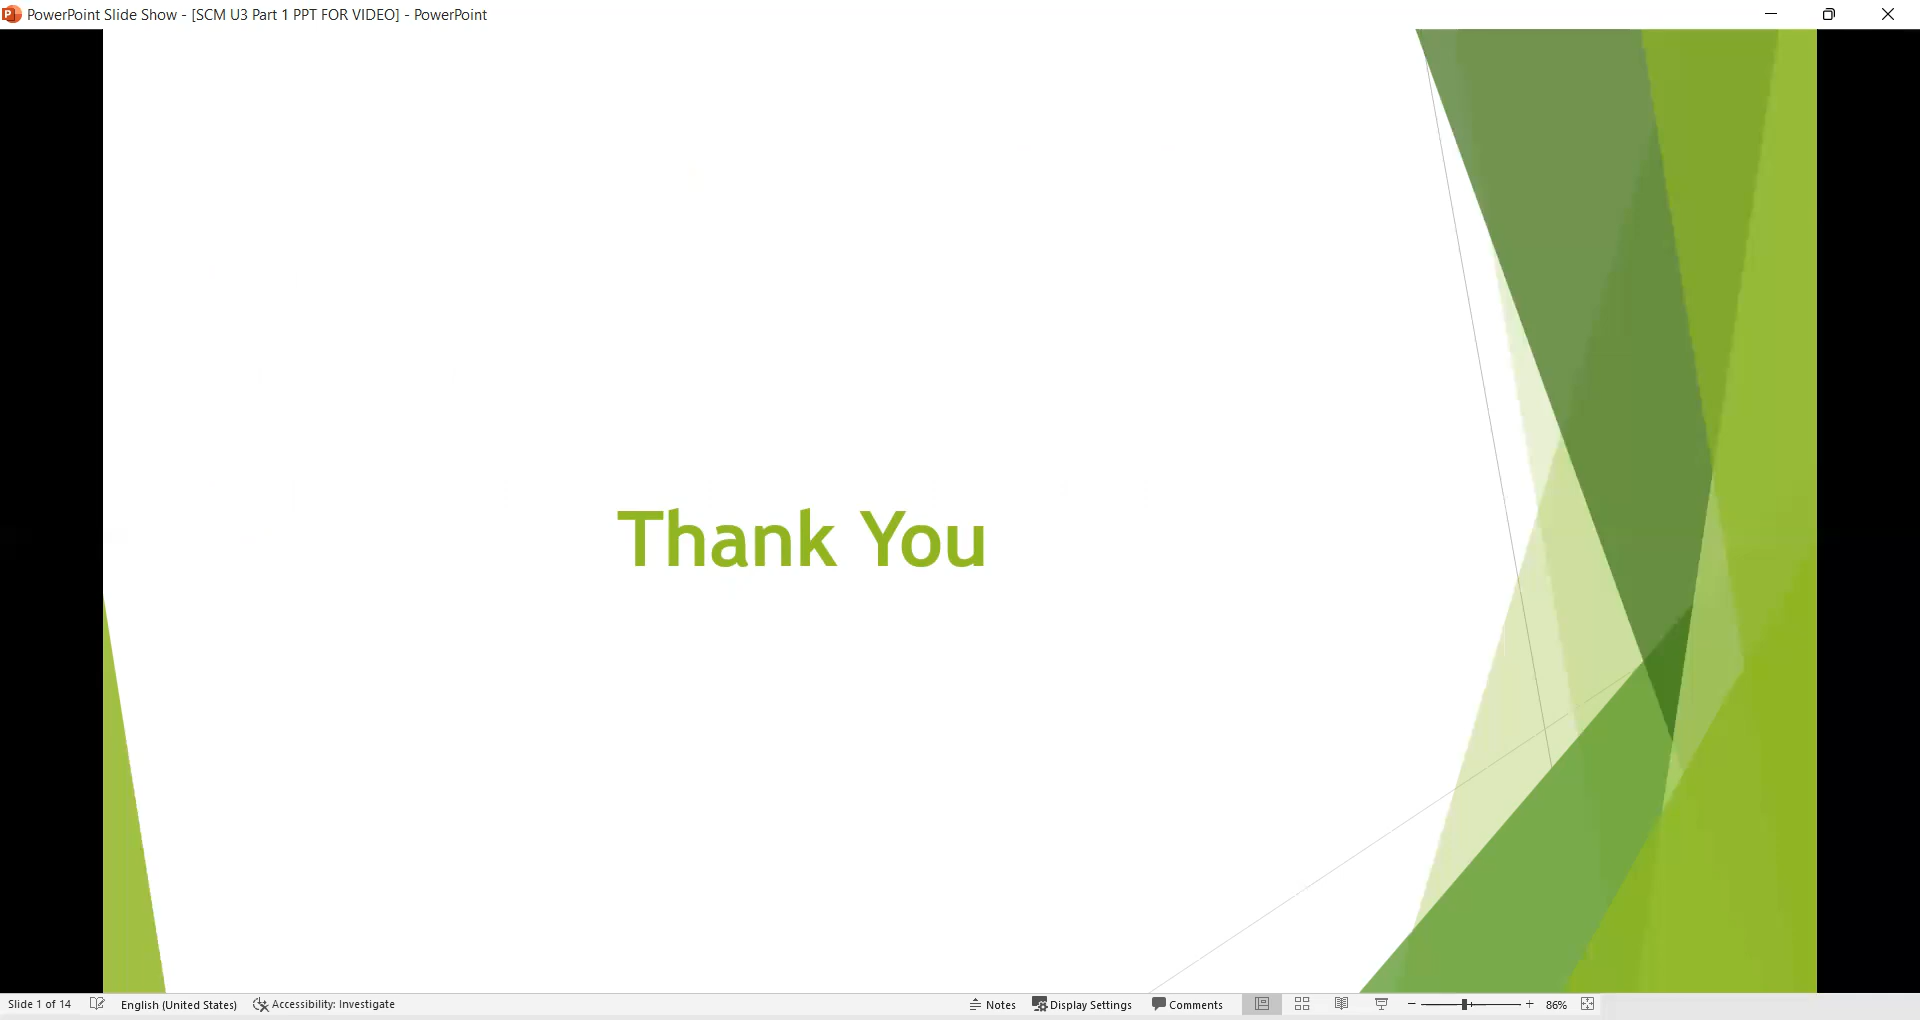 PowerPoint Slide Show - [SCM U3 Part 1 PPT FOR VIDEO] - PowerPoint
Thank You
Slide 1 of 14 English (United States) Accessibility: Investigate Notes Display Settings Comments 86%